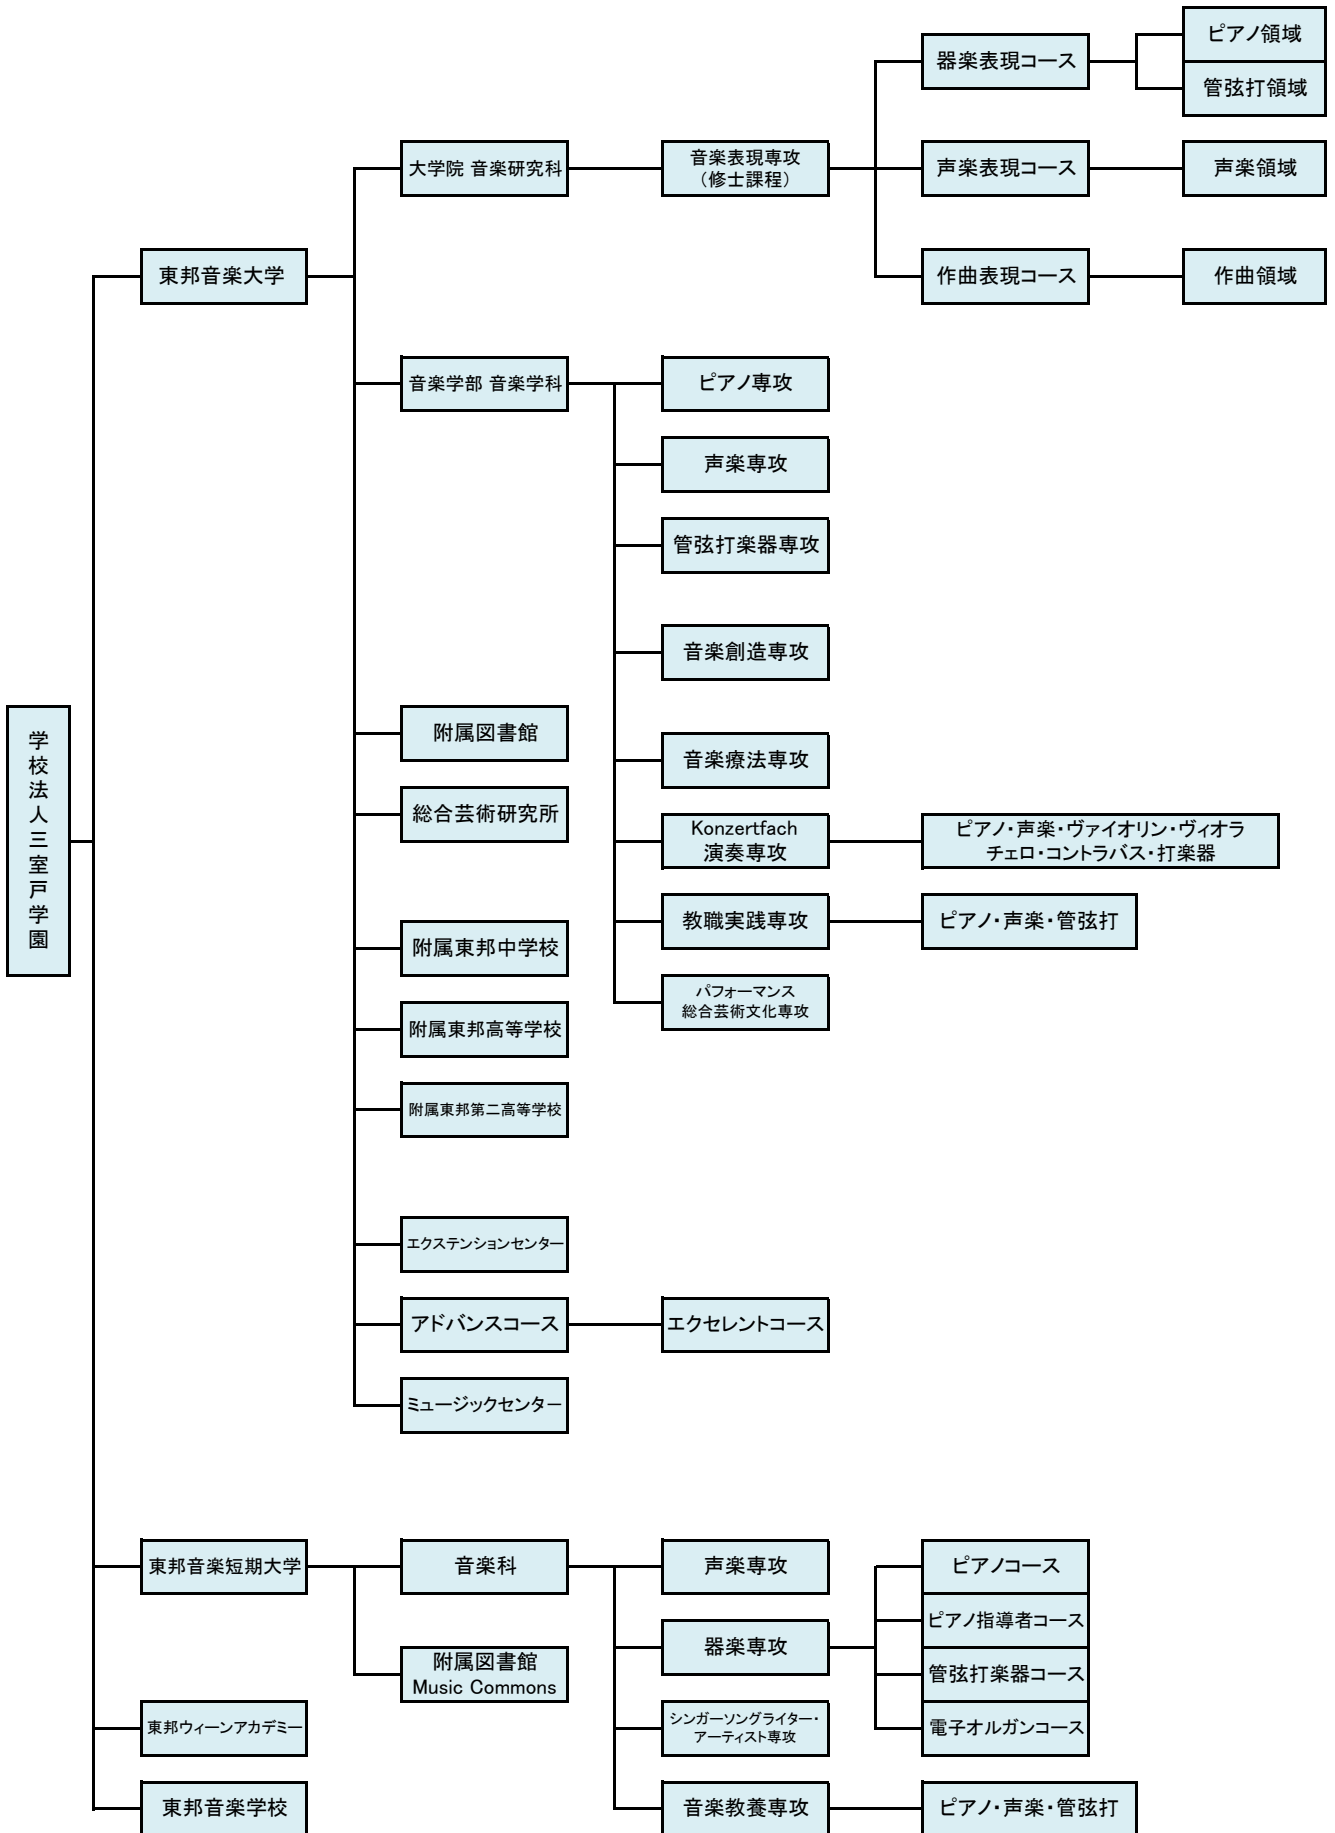 ピアノ領域
器楽表現コース
管弦打領域
大学院 音楽研究科
音楽表現専攻
(修士課程)
声楽表現コース
声楽領域
東邦音楽大学
作曲表現コース
作曲領域
音楽学部 音楽学科
ピアノ専攻
声楽専攻
管弦打楽器専攻
音楽創造専攻
学校法人三室戸学園
附属図書館
音楽療法専攻
総合芸術研究所
Konzertfach
演奏専攻
ピアノ・声楽・ヴァイオリン・ヴィオラ
チェロ・コントラバス・打楽器
教職実践専攻
ピアノ・声楽・管弦打
附属東邦中学校
パフォーマンス
総合芸術文化専攻
附属東邦高等学校
附属東邦第二高等学校
エクステンションセンター
アドバンスコース
エクセレントコース
ミュージックセンター
東邦音楽短期大学
音楽科
声楽専攻
ピアノコース
ピアノ指導者コース
器楽専攻
附属図書館
Music Commons
管弦打楽器コース
東邦ウィーンアカデミー
シンガーソングライター・
アーティスト専攻
電子オルガンコース
東邦音楽学校
音楽教養専攻
ピアノ・声楽・管弦打